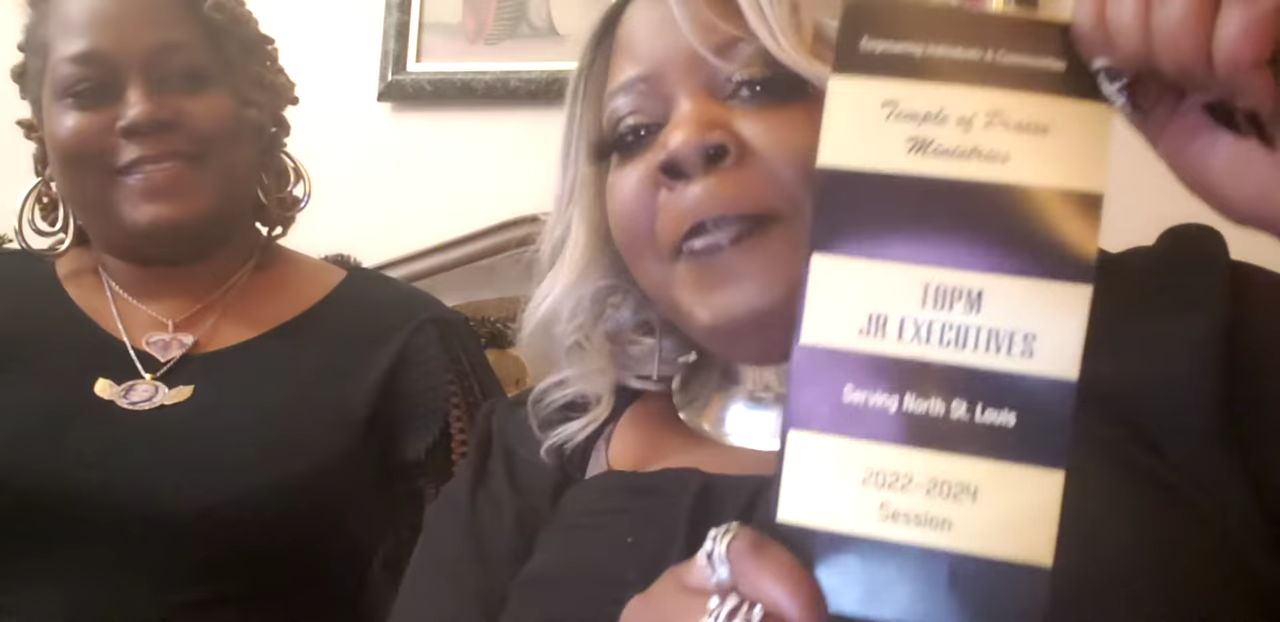 Empowering Individuals & Communities
Temple of Praise
Ministries
TOPM
JR EXECUTIVES
Serving North St. Louis
2022-2024
Session